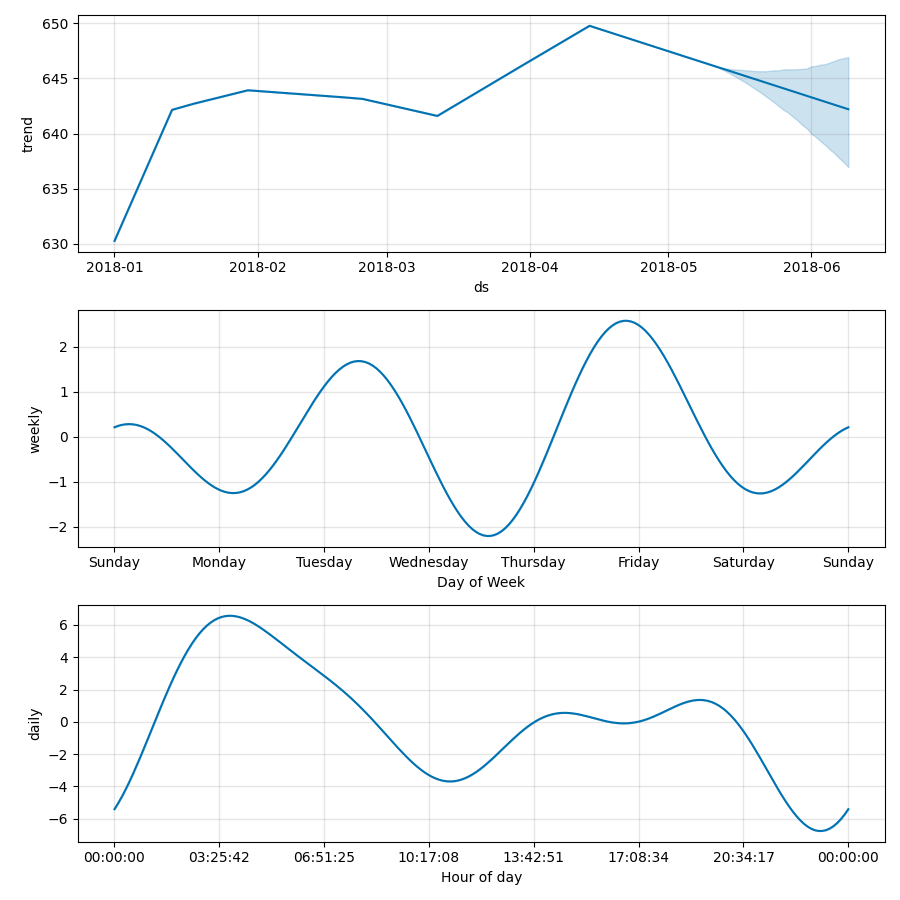 650
645
640
635
630
trend
2018-01 2018-02 2018-03 2018-04 2018-05 2018-06
ds
2
1
0
−1
−2
weekly
Sunday Monday Tuesday Wednesday Thursday Friday Saturday Sunday
Day of Week
6
4
2
0
−2
−4
−6
daily
00:00:00 03:25:42 06:51:25 10:17:08 13:42:51 17:08:34 20:34:17 00:00:00
Hour of day